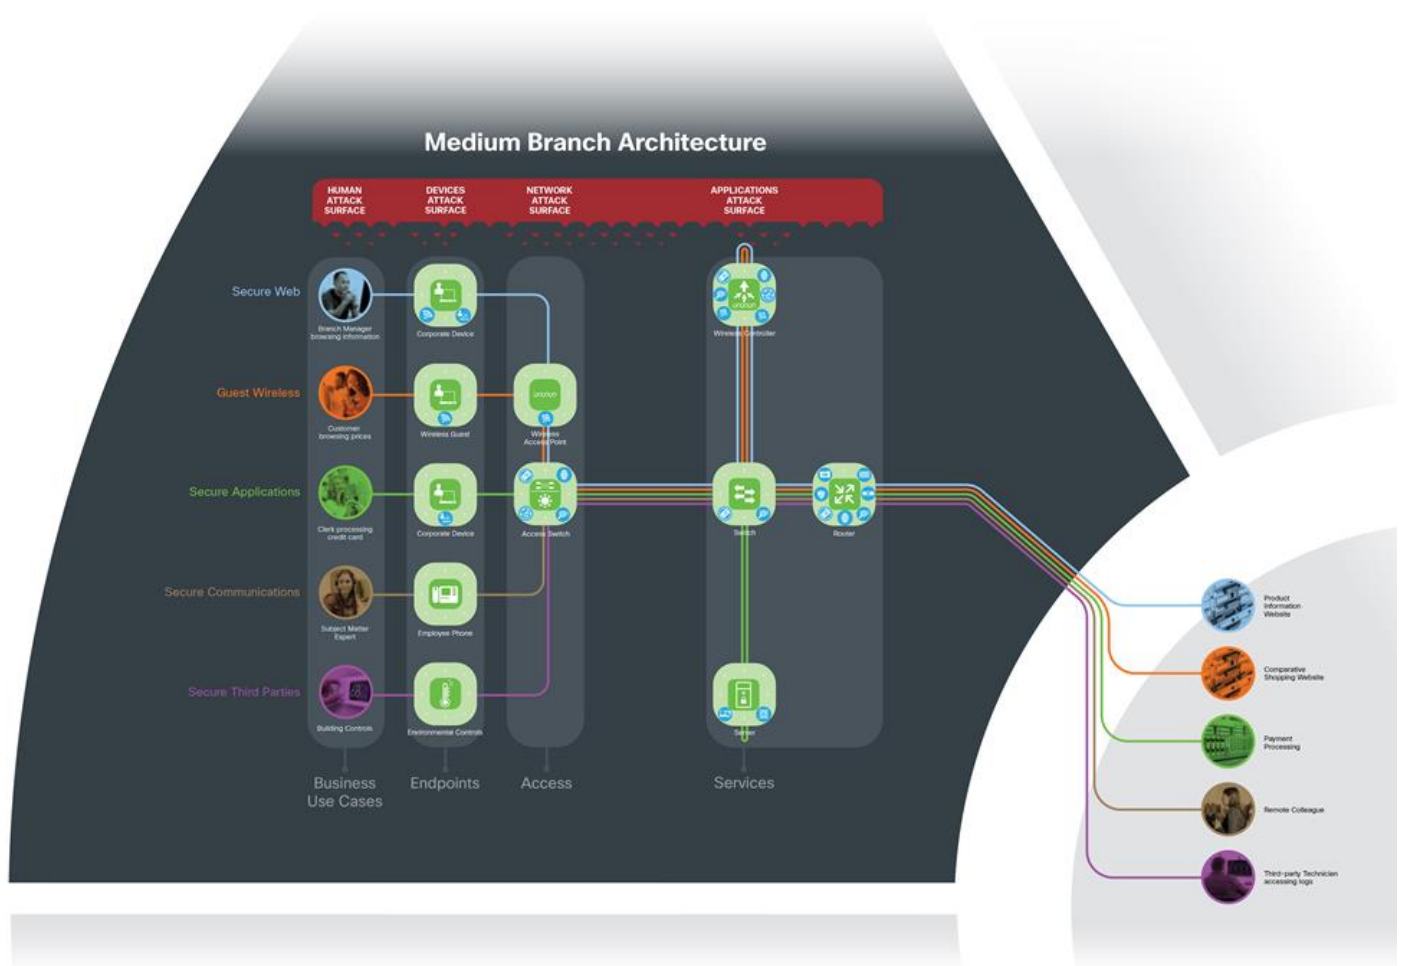 Medium Branch Architecture
HUMAN
ATTACK
SURFACE
DEVICES
ATTACK
SURFACE
NETWORK
ATTACK
SURFACE
APPLICATIONS
ATTACK
SURFACE
Secure Web
Branch Manager
browsing information
Corporate Device
Wireless Controller
Guest Wireless
Customer
browsing prices
Wireless Guest
Wireless
Access Point
Secure Applications
Clerk processing
credit card
Corporate Device
Access Switch
Switch
Router
Secure Communications
Subject Matter
Expert
Employee Phone
Secure Third Parties
Building Controls
Environmental Controls
Server
Business
Use Cases
Endpoints
Access
Services
Product
Information
Website
Comparative
Shopping Website
Payment
Processing
Remote Colleague
Third-party Technician
accessing logs